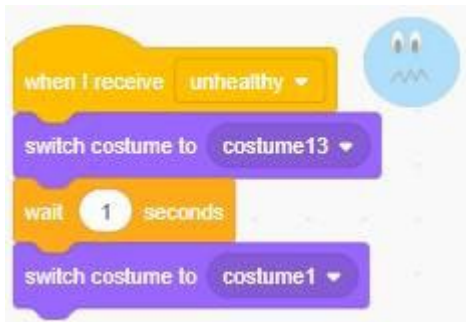 when I receive unhealthy
switch costume to costume13
wait 1 seconds
switch costume to costume1